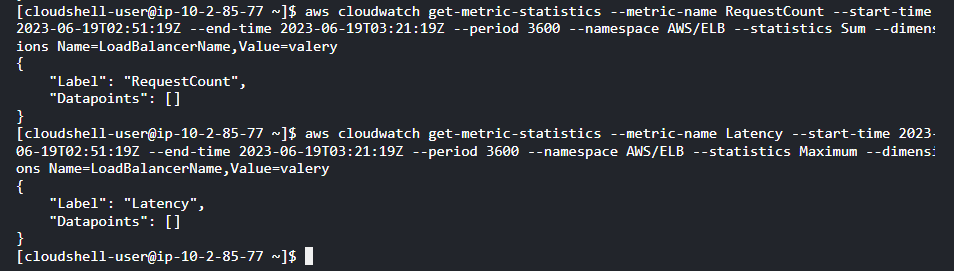 [cloudshell-user@ip-10-2-85-77 ~]$ aws cloudwatch get-metric-statistics --metric-name RequestCount --start-time
2023-06-19T02:51:19Z --end-time 2023-06-19T03:21:19Z --period 3600 --namespace AWS/ELB --statistics Sum --dimens
ions Name=LoadBalancerName,Value=valery
{
    "Label": "RequestCount",
    "Datapoints": []
}
[cloudshell-user@ip-10-2-85-77 ~]$ aws cloudwatch get-metric-statistics --metric-name Latency --start-time 2023-
06-19T02:51:19Z --end-time 2023-06-19T03:21:19Z --period 3600 --namespace AWS/ELB --statistics Maximum --dimensi
ons Name=LoadBalancerName,Value=valery
{
    "Label": "Latency",
    "Datapoints": []
}
[cloudshell-user@ip-10-2-85-77 ~]$